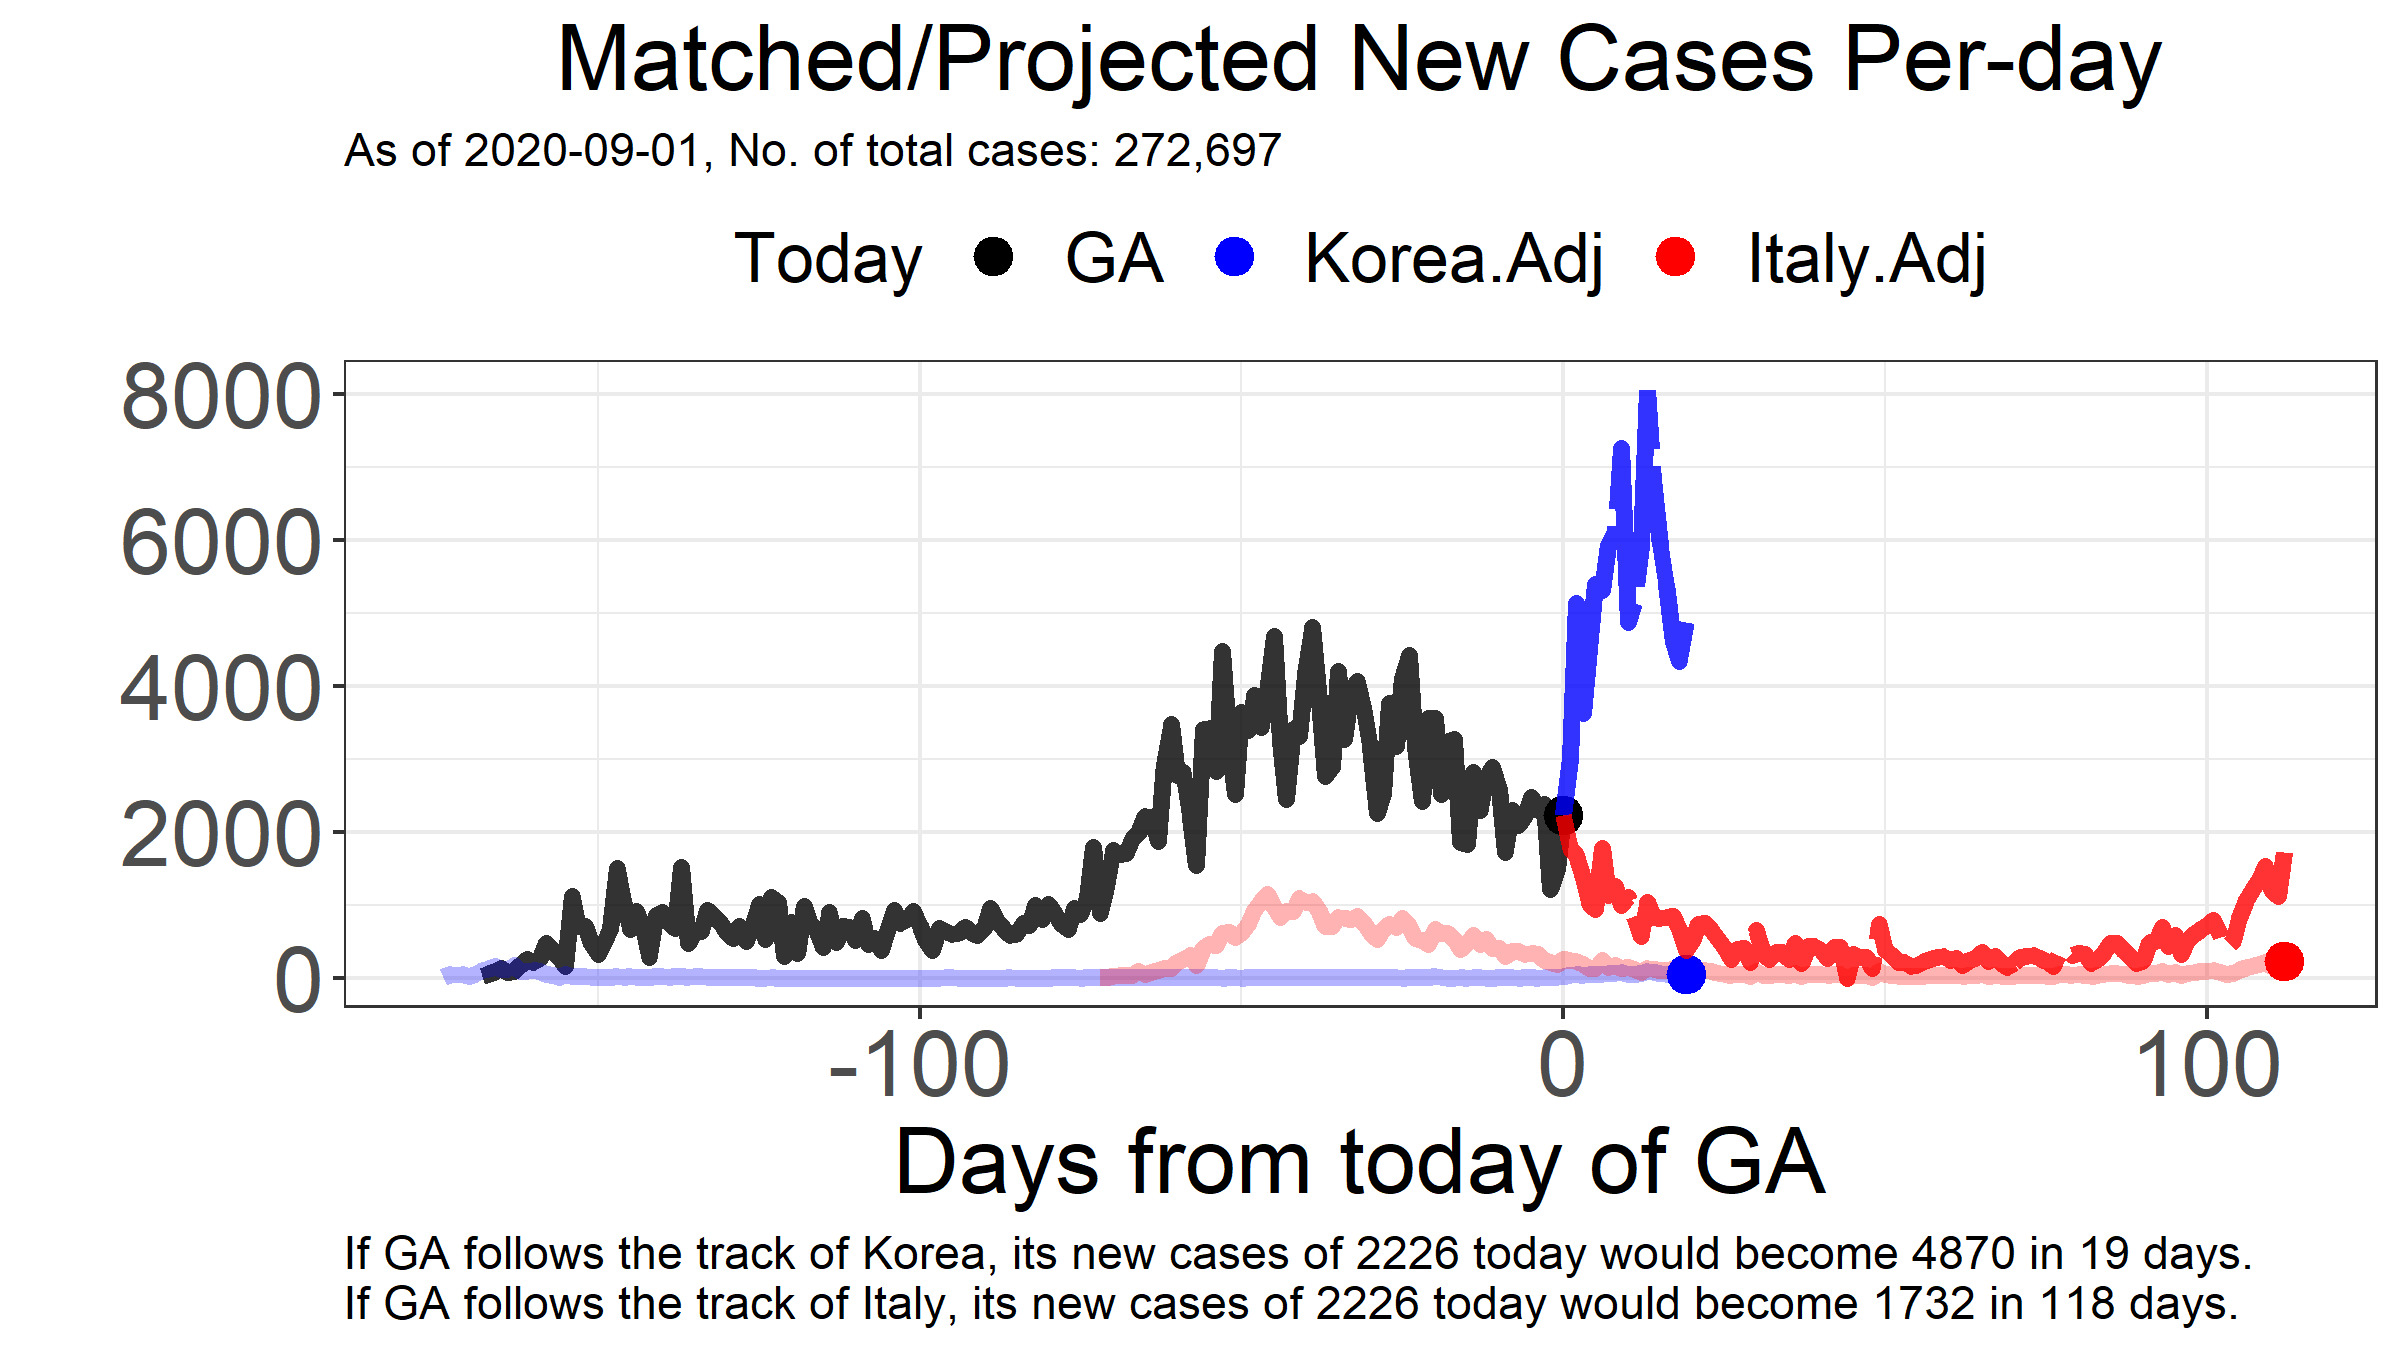 Matched/Projected New Cases Per-day
As of 2020-09-01, No. of total cases: 272,697
Today GA Korea.Adj Italy.Adj
8000
6000
4000
2000
0
-100 0 100
Days from today of GA
If GA follows the track of Korea, its new cases of 2226 today would become 4870 in 19 days.
If GA follows the track of Italy, its new cases of 2226 today would become 1732 in 118 days.